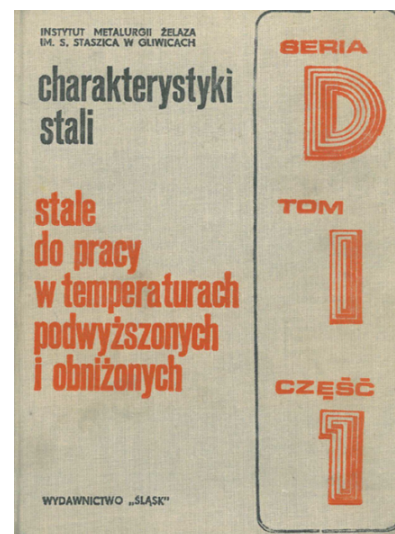 INSTYTUT METALURGII ŻELAZA
IM. S. STASZICA W GLIWICACH
charakterystyki
stali
stale
do pracy
w temperaturach
podwyższonych
i obniżonych
WYDAWNICTWO „ŚLĄSK”
SERIA
D
TOM
I
CZĘŚĆ
1